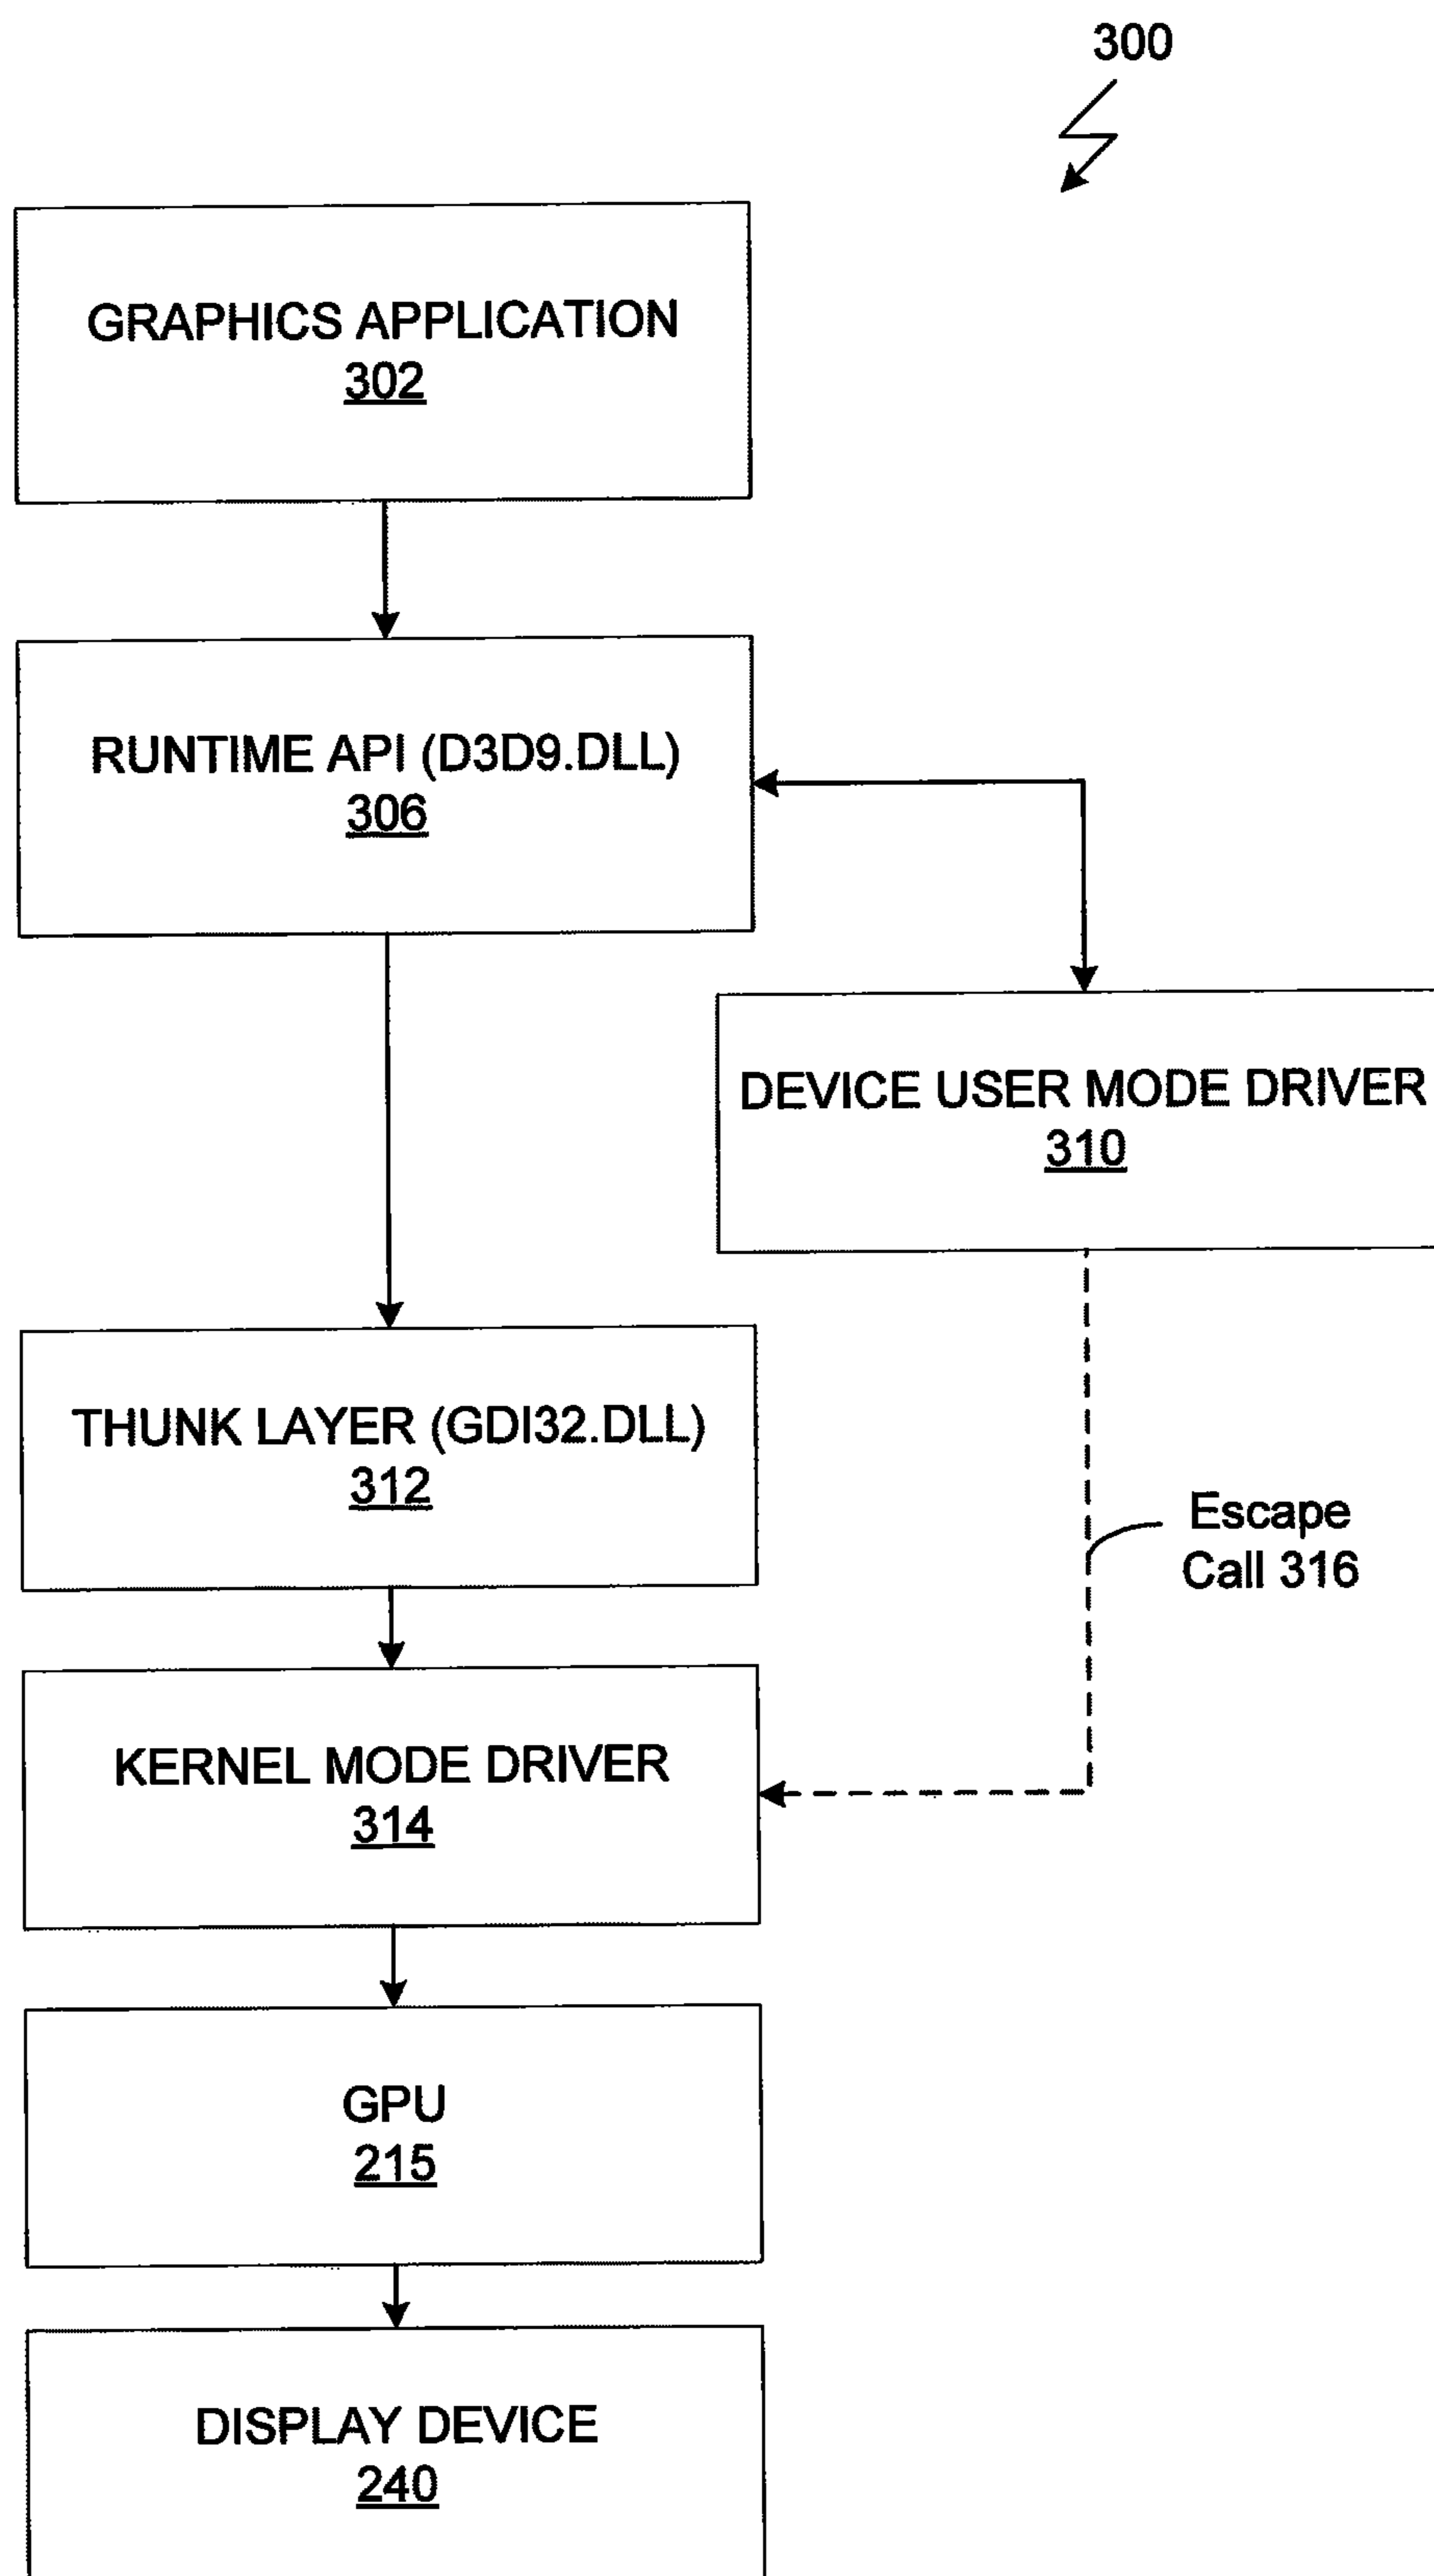 300
GRAPHICS APPLICATION
302
RUNTIME API (D3D9.DLL)
306
DEVICE USER MODE DRIVER
310
THUNK LAYER (GDI32.DLL)
312
Escape
Call 316
KERNEL MODE DRIVER
314
GPU
215
DISPLAY DEVICE
240